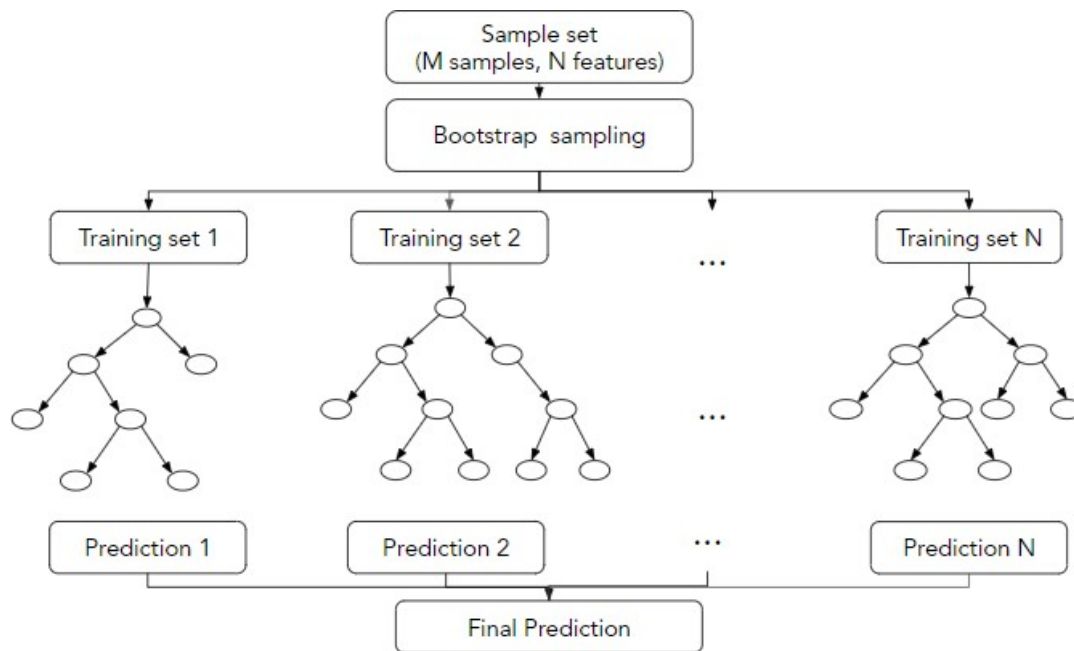 Sample set
(M samples, N features)
Bootstrap sampling
Training set 1
Training set 2
...
Training set N
...
Prediction 1
Prediction 2
...
Prediction N
Final Prediction